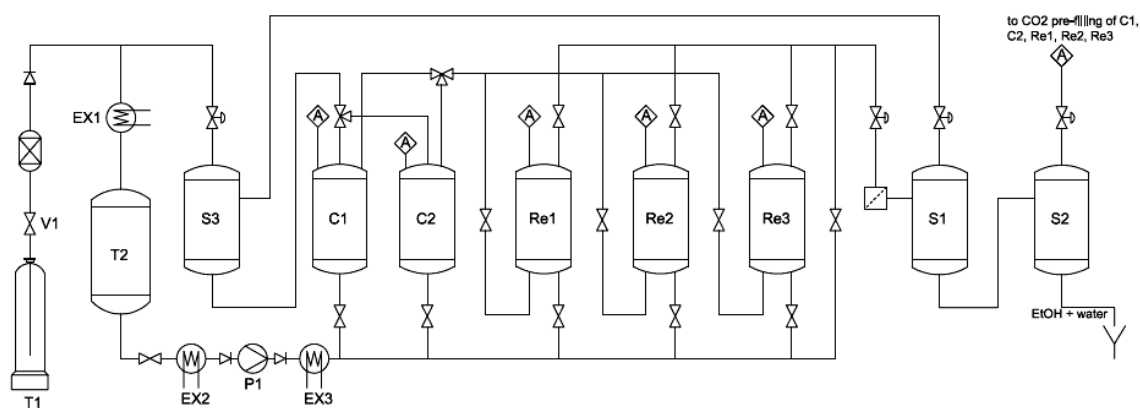 to CO2 pre-filling of C1,
C2, Re1, Re2, Re3
A
EX1
A
A
A
A
A
V1
S3
C1
C2
Re1
Re2
Re3
S1
S2
T2
EtOH + water
P1
EX2
EX3
T1